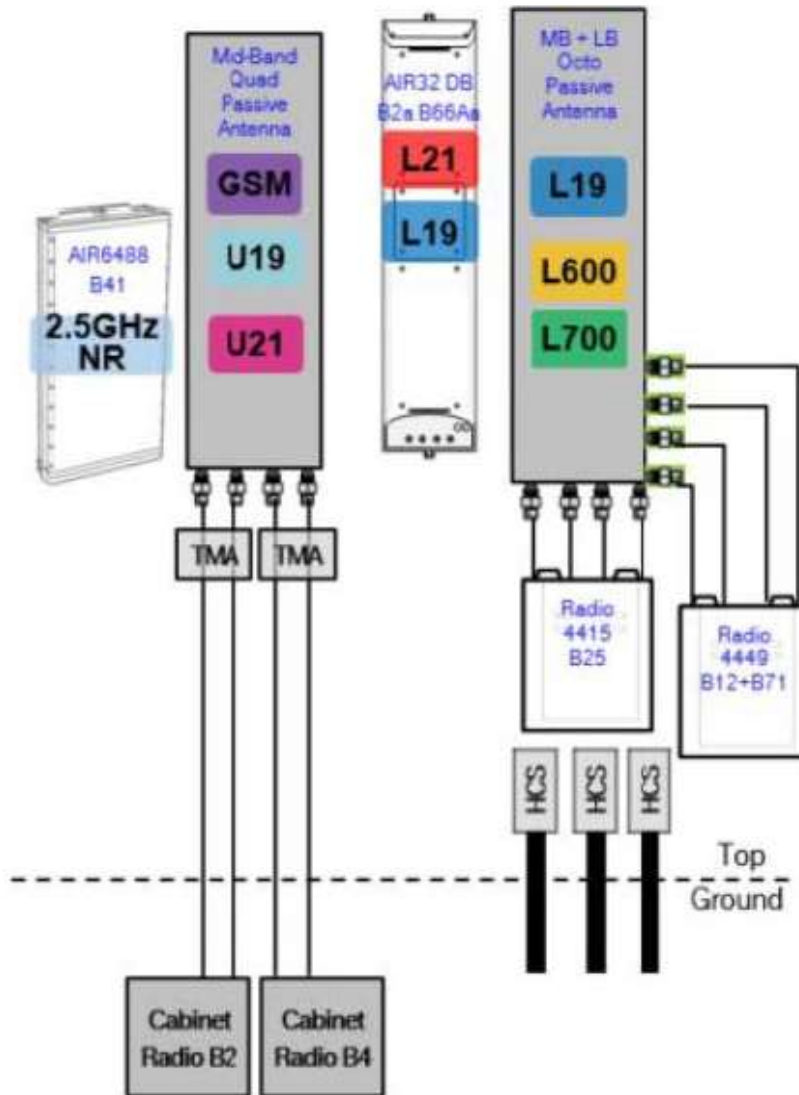 Mid-Band
Quad
Passive
Antenna
GSM
U19
U21
AIR6488
B41
2.5GHz
NR
AIR32 DB
B2a B66Aa
L21
L19
MB + LB
Octo
Passive
Antenna
L19
L600
L700
TMA
TMA
Radio
4415
B25
Radio
4449
B12+B71
HCS
HCS
HCS
Top
Ground
Cabinet
Radio B2
Cabinet
Radio B4